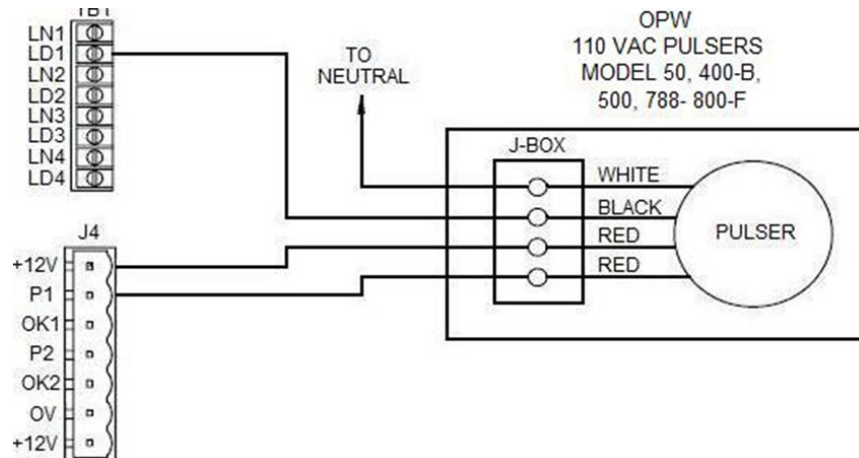 TB1
LN1
LD1
LN2
LD2
LN3
LD3
LN4
LD4
TO
NEUTRAL
OPW
110 VAC PULSERS
MODEL 50, 400-B,
500, 788- 800-F
J-BOX
WHITE
BLACK
RED
RED
PULSER
J4
+12V
P1
OK1
P2
OK2
OV
+12V